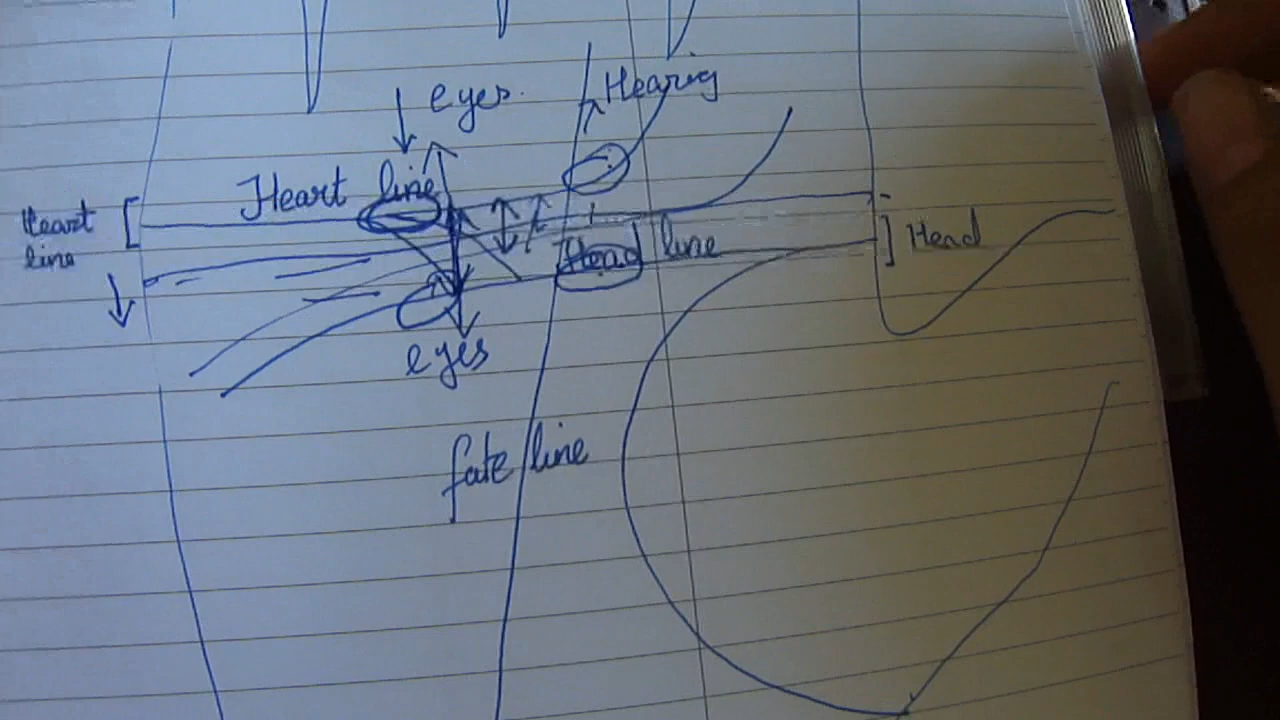 eyes.
Hearing
Heart line
Heart
line
Head line
Head
eyes
fate line